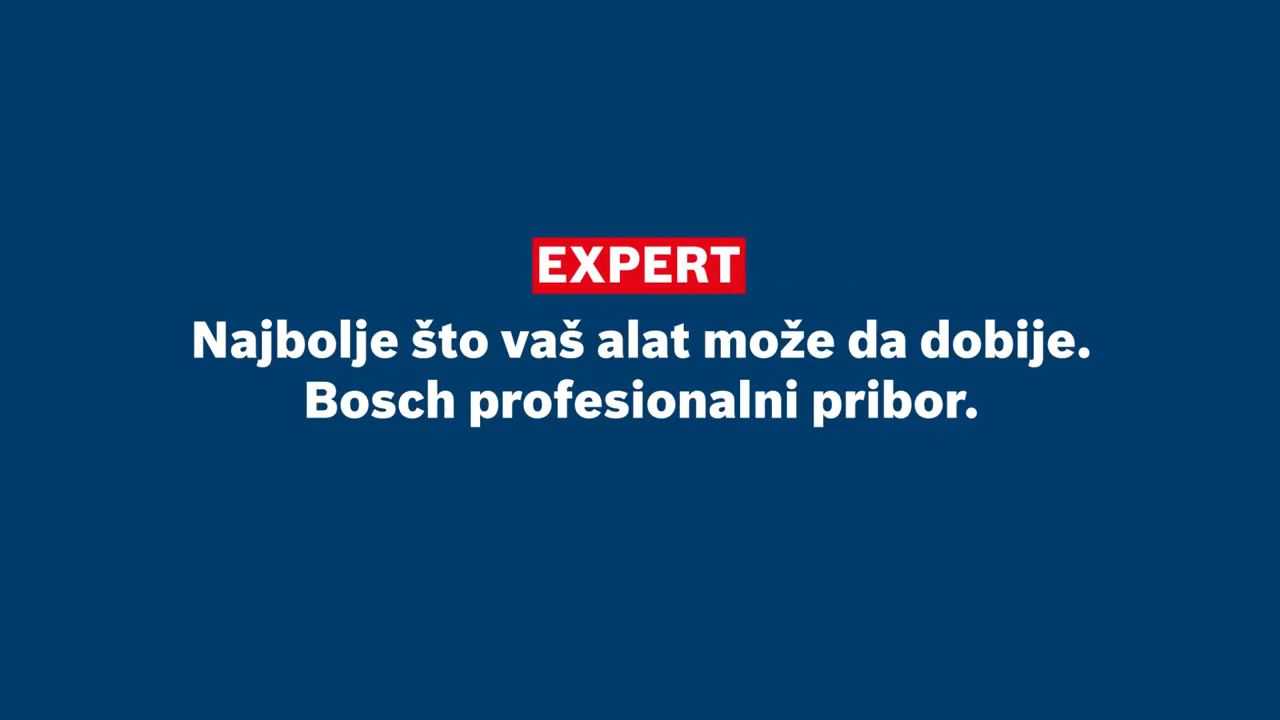 EXPERT
Najbolje što vaš alat može da dobije.
Bosch profesionalni pribor.